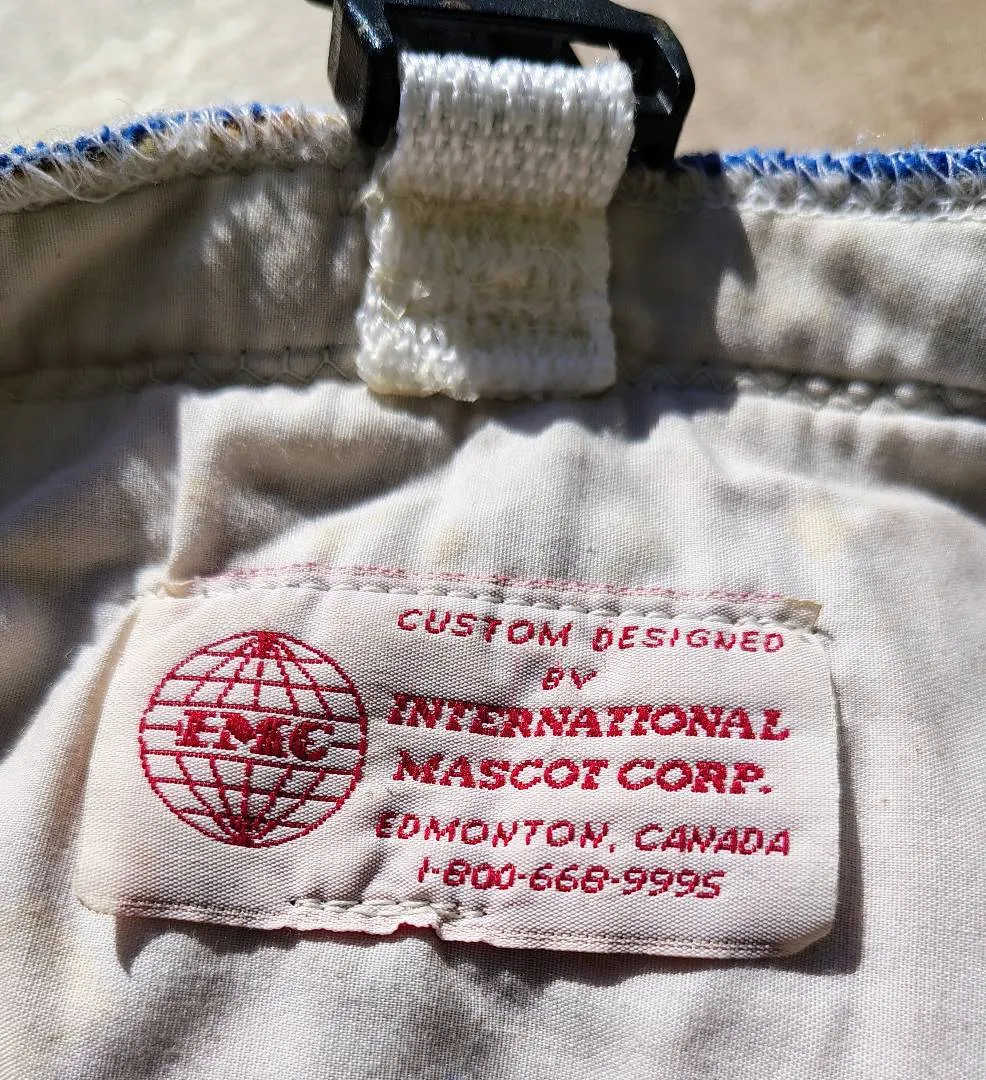 IMC
CUSTOM DESIGNED
BY
INTERNATIONAL
MASCOT CORP.
EDMONTON, CANADA
1-800-668-9995